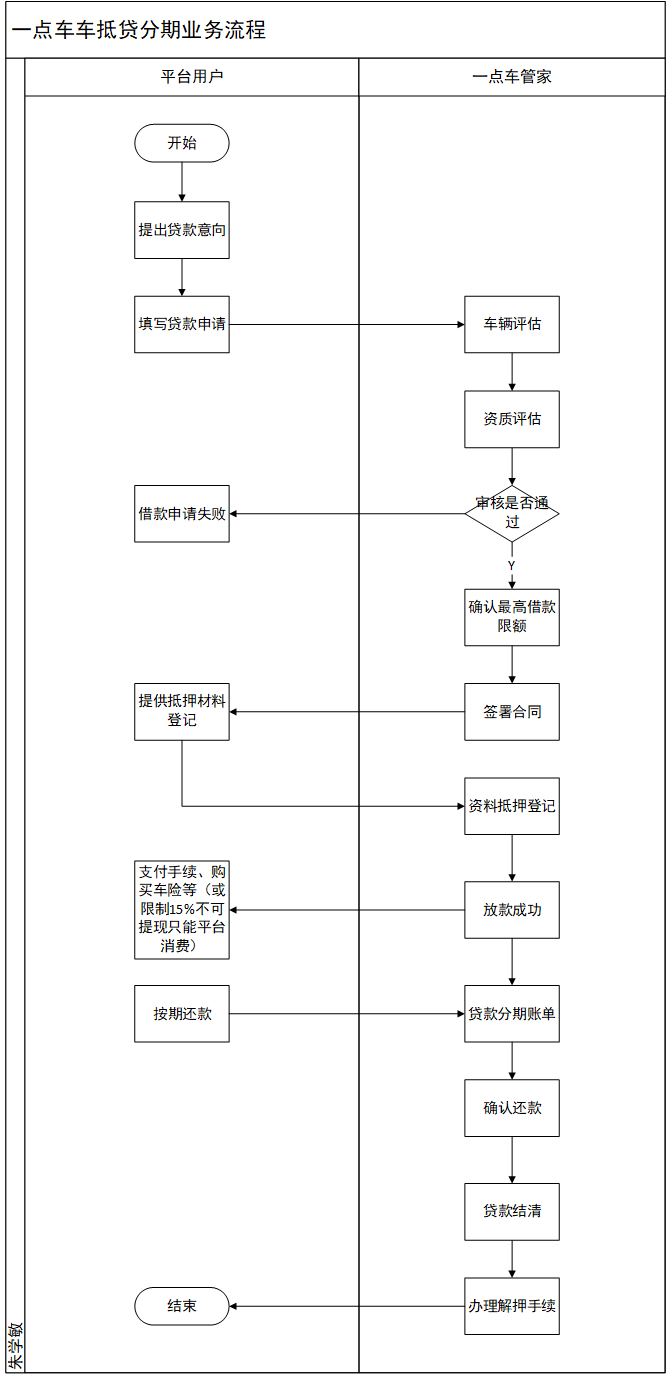 一点车车抵贷分期业务流程
平台用户
一点车管家
开始
提出贷款意向
填写贷款申请
车辆评估
资质评估
审核是否通
过
借款申请失败
Y
确认最高借款
限额
签署合同
提供抵押材料
登记
资料抵押登记
支付手续、购
买车险等（或
限制15%不可
提现只能平台
消费）
放款成功
按期还款
贷款分期账单
确认还款
贷款结清
办理解押手续
结束
朱学敏